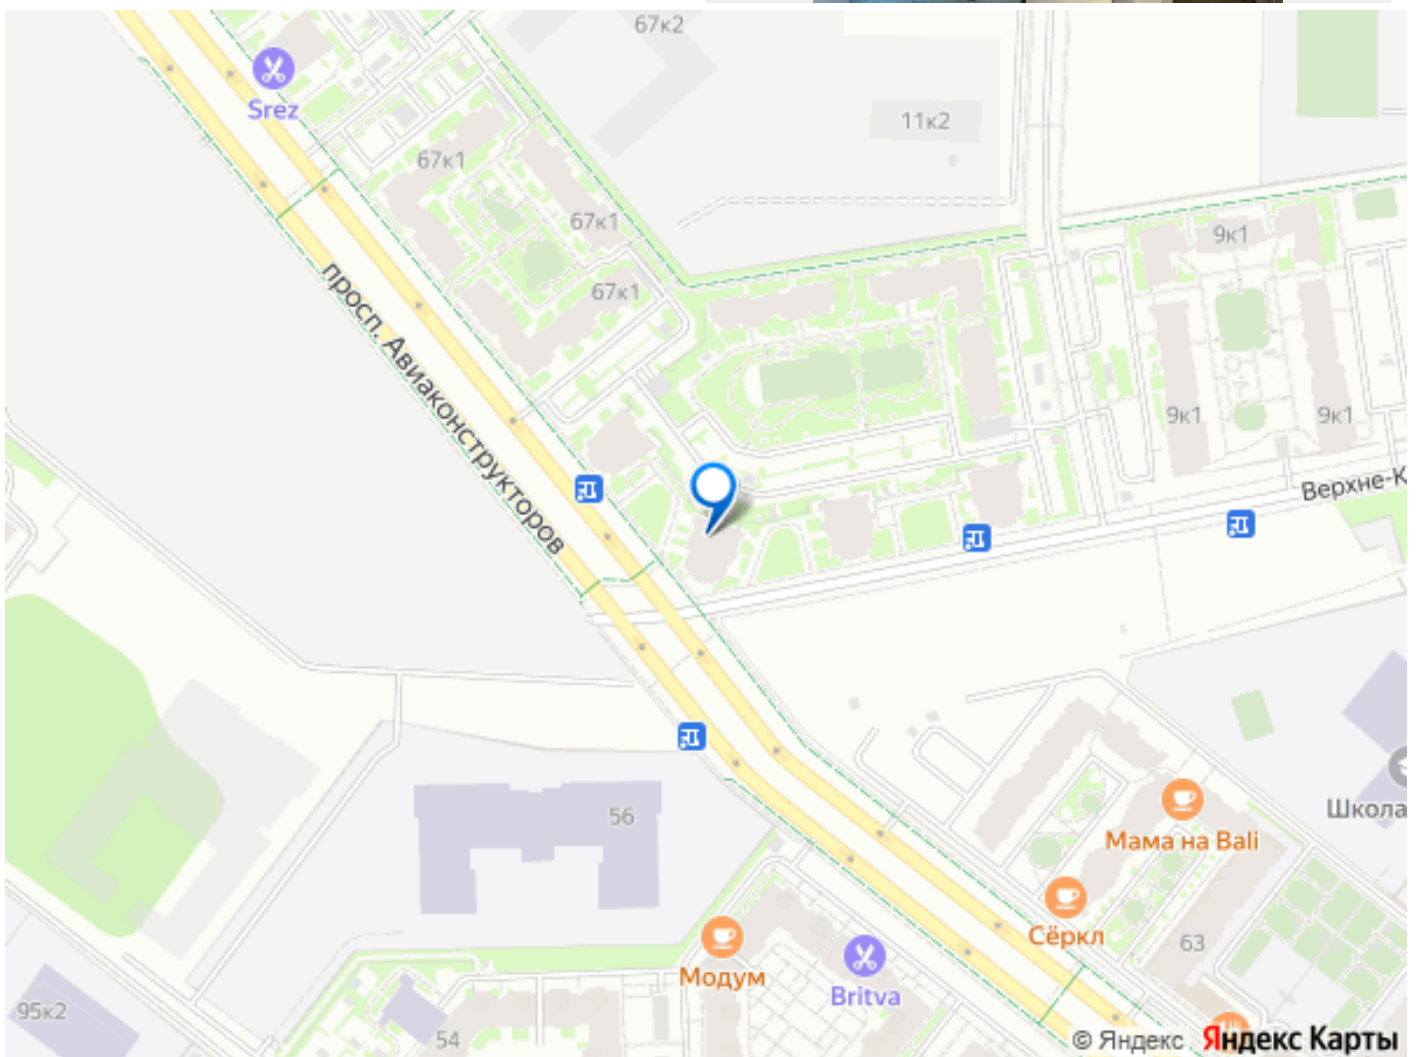 67к2
Srez
11к2
67к1
67к1
9к1
67к1
просп. Авиаконструкторов
9к1
9к1
Верхне-К
56
Школа
Мама на Bali
Сёркл
63
Модум
Britva
95к2
54
© Яндекс Яндекс Карты